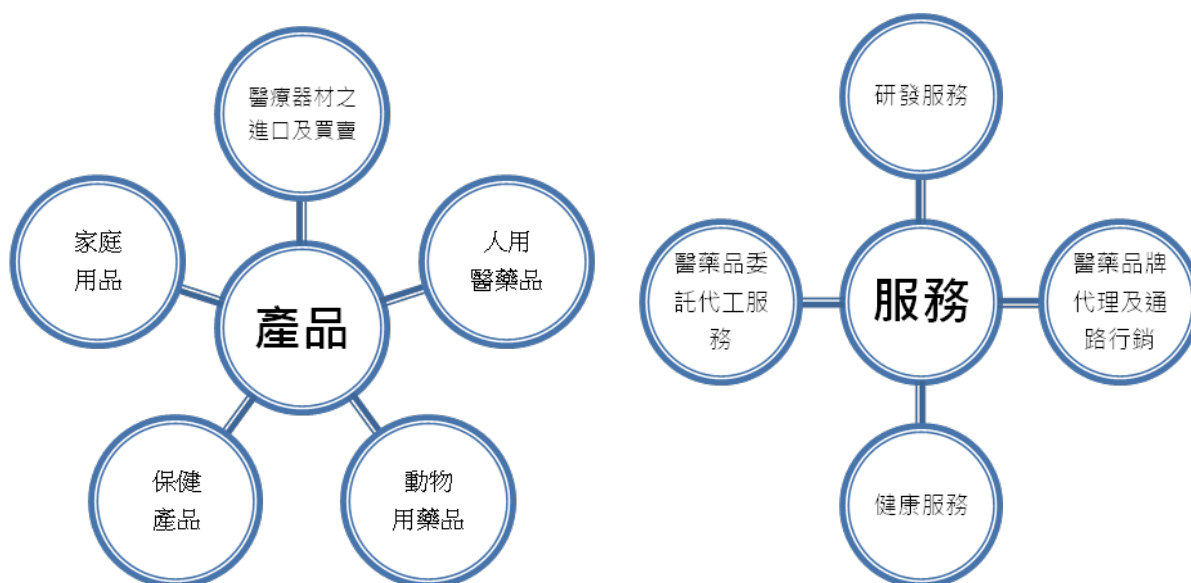 醫療器材之
進口及買賣
人用
醫藥品
動物
用藥品
保健
產品
家庭
用品
產品
研發服務
醫藥品牌
代理及通
路行銷
健康服務
醫藥品委
託代工服
務
服務